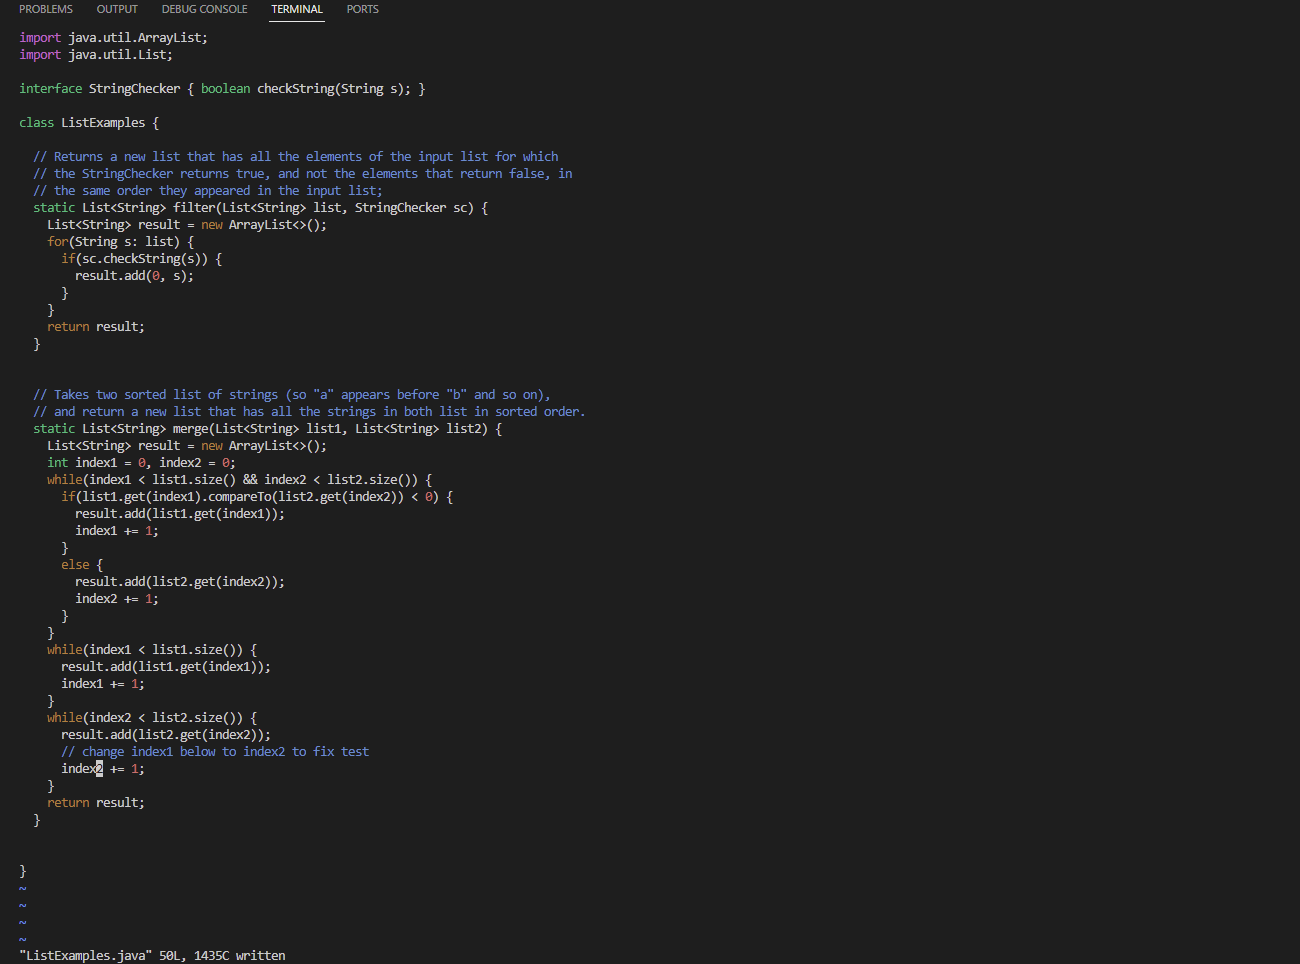 PROBLEMS OUTPUT DEBUG CONSOLE TERMINAL PORTS
import java.util.ArrayList;
import java.util.List;
interface StringChecker { boolean checkString(String s); }
class ListExamples {
// Returns a new list that has all the elements of the input list for which
// the StringChecker returns true, and not the elements that return false, in
// the same order they appeared in the input list;
static List<String> filter(List<String> list, StringChecker sc) {
List<String> result = new ArrayList<>();
for(String s: list) {
if(sc.checkString(s)) {
result.add(0, s);
}
}
return result;
}
// Takes two sorted list of strings (so "a" appears before "b" and so on),
// and return a new list that has all the strings in both list in sorted order.
static List<String> merge(List<String> list1, List<String> list2) {
List<String> result = new ArrayList<>();
int index1 = 0, index2 = 0;
while(index1 < list1.size() && index2 < list2.size()) {
if(list1.get(index1).compareTo(list2.get(index2)) < 0) {
result.add(list1.get(index1));
index1 += 1;
}
else {
result.add(list2.get(index2));
index2 += 1;
}
}
while(index1 < list1.size()) {
result.add(list1.get(index1));
index1 += 1;
}
while(index2 < list2.size()) {
result.add(list2.get(index2));
// change index1 below to index2 to fix test
index2 += 1;
}
return result;
}
}
~
~
~
~
"ListExamples.java" 50L, 1435C written